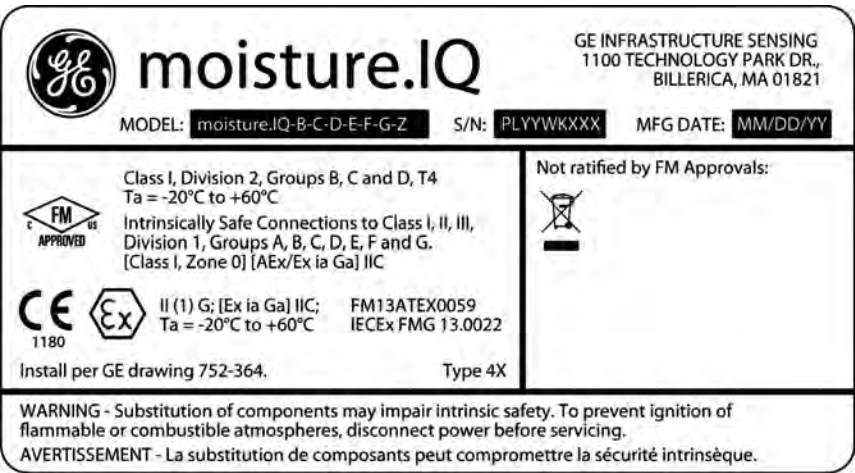 GE
moisture.IQ
GE INFRASTRUCTURE SENSING
1100 TECHNOLOGY PARK DR.,
BILLERICA, MA 01821
MODEL: moisture.IQ-B-C-D-E-F-G-Z S/N: PLYYWKXXX MFG DATE: MM/DD/YY
Class I, Division 2, Groups B, C and D, T4
Ta = -20°C to +60°C
Intrinsically Safe Connections to Class I, II, III,
Division 1, Groups A, B, C, D, E, F and G.
[Class I, Zone 0] [AEx/Ex ia Ga] IIC
FM
C US
APPROVED
CE
1180
Ex
II (1) G; [Ex ia Ga] IIC; FM13ATEX0059
Ta = -20°C to +60°C IECEx FMG 13.0022
Install per GE drawing 752-364. Type 4X
Not ratified by FM Approvals:
WARNING - Substitution of components may impair intrinsic safety. To prevent ignition of
flammable or combustible atmospheres, disconnect power before servicing.
AVERTISSEMENT - La substitution de composants peut compromettre la sécurité intrinsèque.